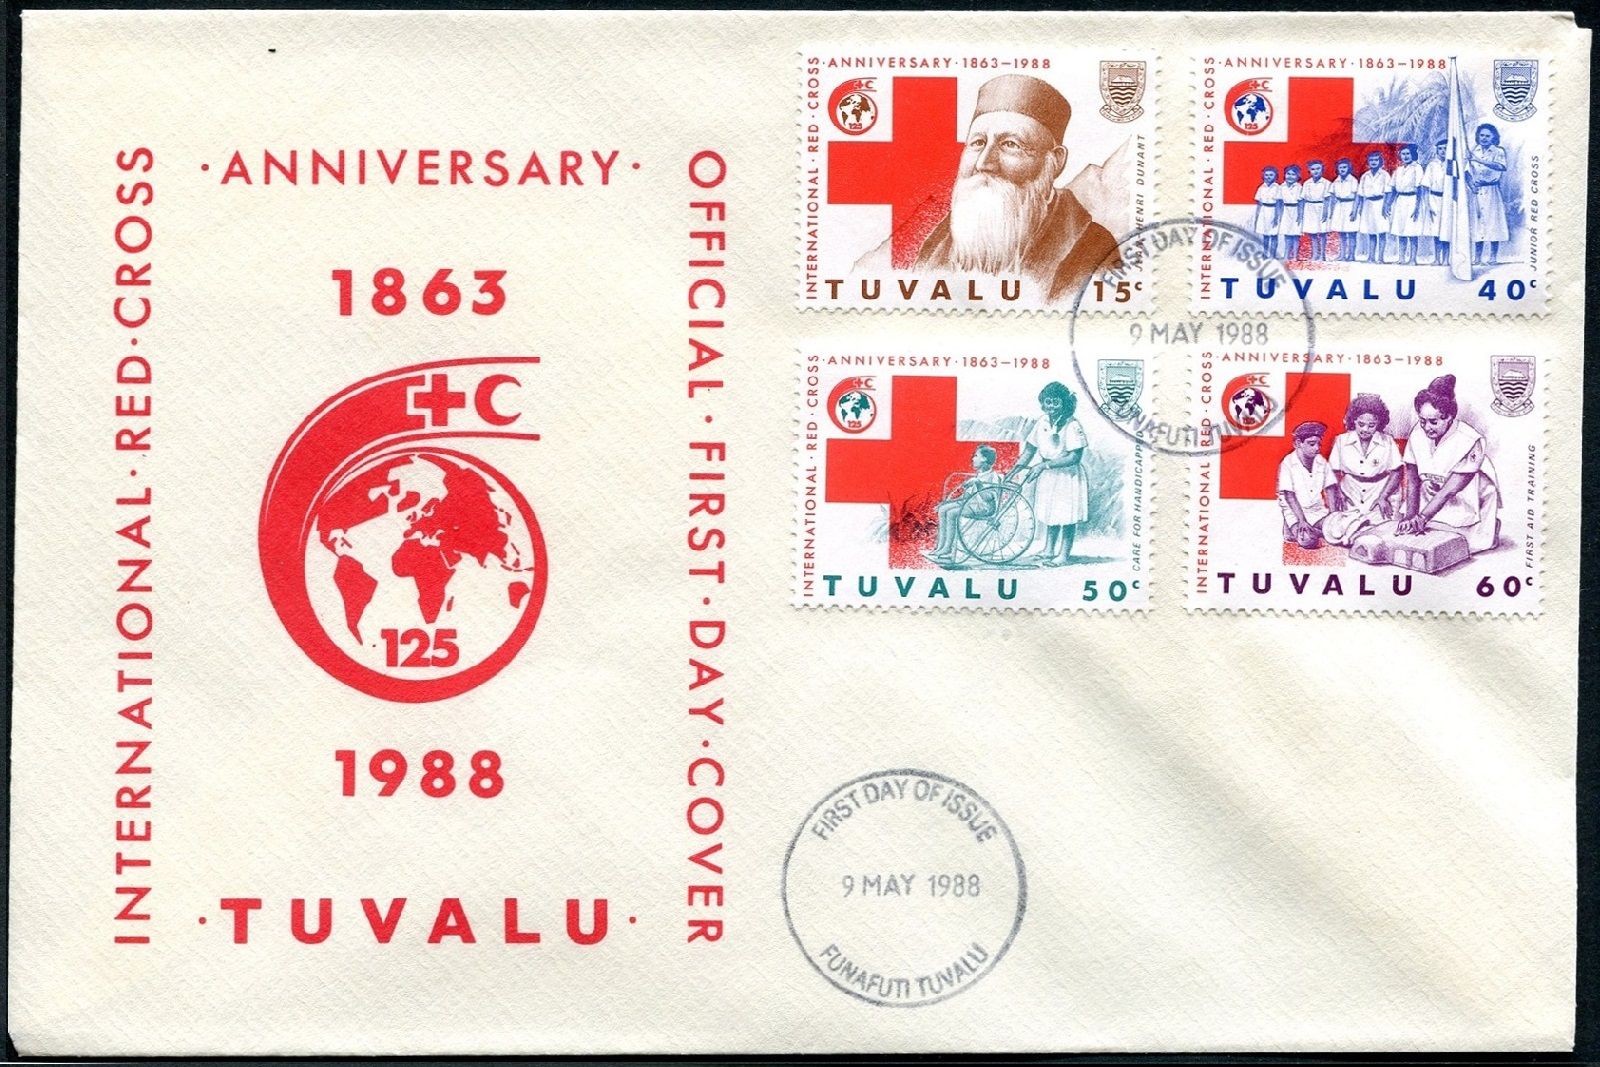 INTERNATIONAL · RED · CROSS
· ANNIVERSARY ·
1863
125
1988
· TUVALU ·
OFFICIAL · FIRST · DAY · COVER
INTERNATIONAL · RED · CROSS
· ANNIVERSARY · 1863–1988
125
JEAN-HENRI DUNANT
TUVALU 15c
INTERNATIONAL · RED · CROSS
· ANNIVERSARY · 1863–1988
125
JUNIOR RED CROSS
TUVALU 40c
INTERNATIONAL · RED · CROSS
· ANNIVERSARY · 1863–1988
125
CARE FOR HANDICAPPED
TUVALU 50c
INTERNATIONAL · RED · CROSS
· ANNIVERSARY · 1863–1988
125
FIRST AID TRAINING
TUVALU 60c
FIRST DAY OF ISSUE
9 MAY 1988
FUNAFUTI TUVALU
FIRST DAY OF ISSUE
9 MAY 1988
FUNAFUTI TUVALU